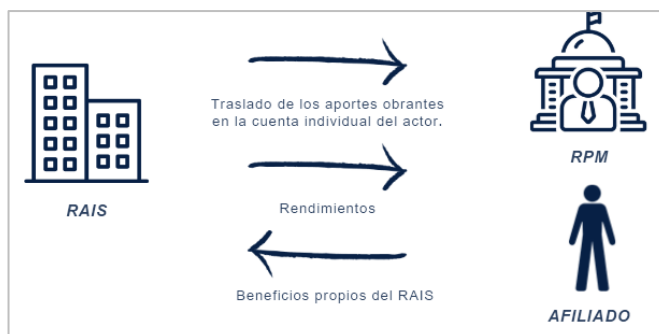 Traslado de los aportes obrantes
en la cuenta individual del actor.
RPM
RAIS
Rendimientos
Beneficios propios del RAIS
AFILIADO